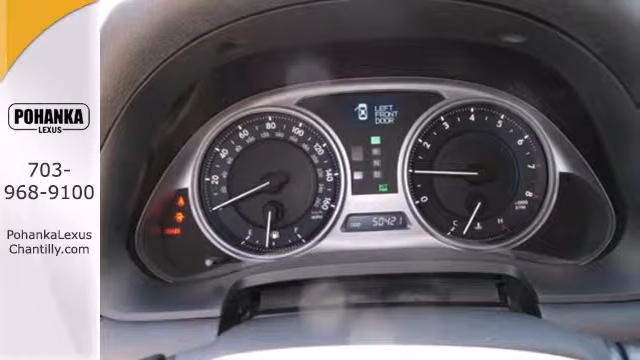 POHANKA
LEXUS
703-
968-9100
PohankaLexus
Chantilly.com
LEFT
FRONT
DOOR
20
40
60
80
100
120
140
160
E
F
ODO 50421
0
1
2
3
4
5
6
7
8
C
H